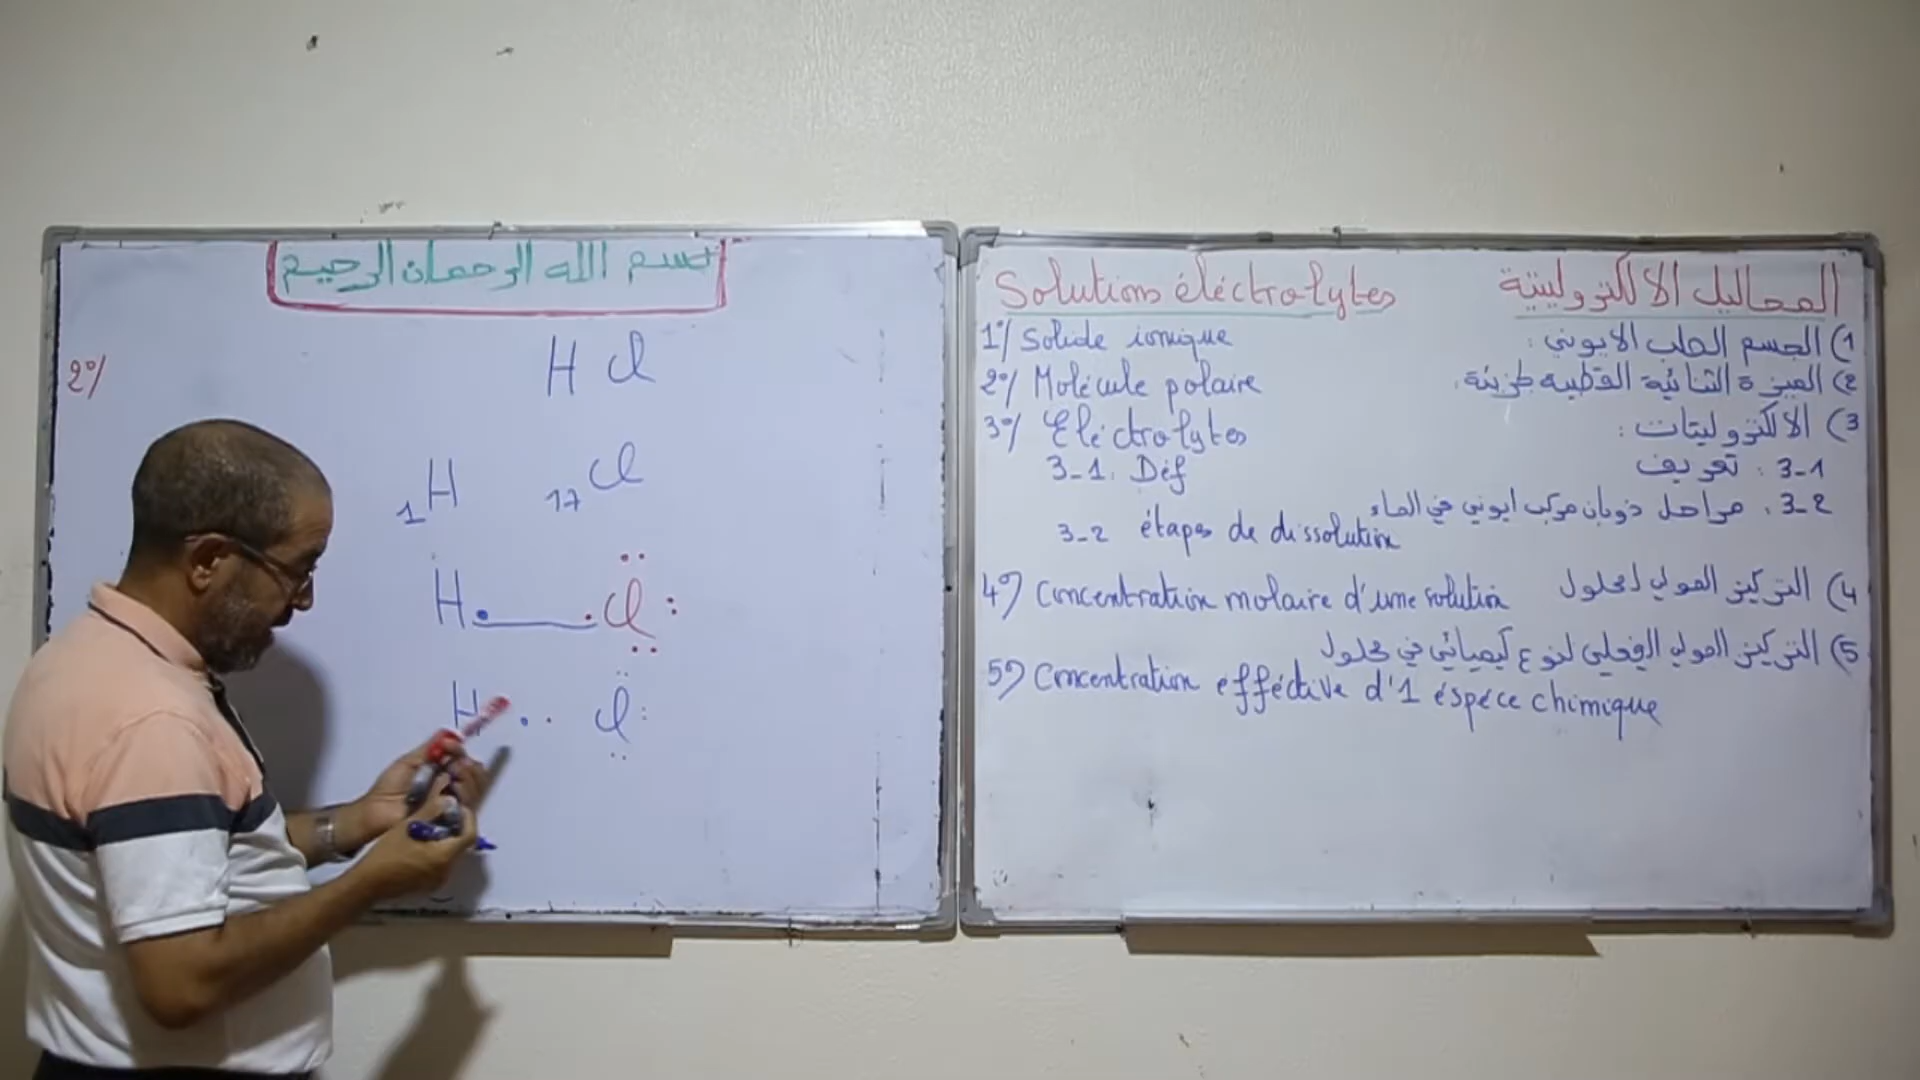 بسم الله الرحمان الرحيم
2°/
H Cl
1H 17Cl
H. .Cl:
H .. Cl:
Solutions éléctrolytes المحاليل الالكتروليتية
1°/ Solide ionique 1) الجسم الصلب الايوني :
2°/ Molécule polaire 2) الميزة الثنائية القطبية لجزيئة :
3°/ Eléctrolytes 3) الالكتروليتات :
3-1. Déf 3-1 : تعريف
3-2. مراحل ذوبان مركب ايوني في الماء
3-2 étapes de dissolution
4°) Concentration molaire d'une solution 4) التركيز المولي لمحلول
5) التركيز المولي الفعلي لنوع كيميائي في محلول
5°) Concentration efféctive d'1 éspéce chimique